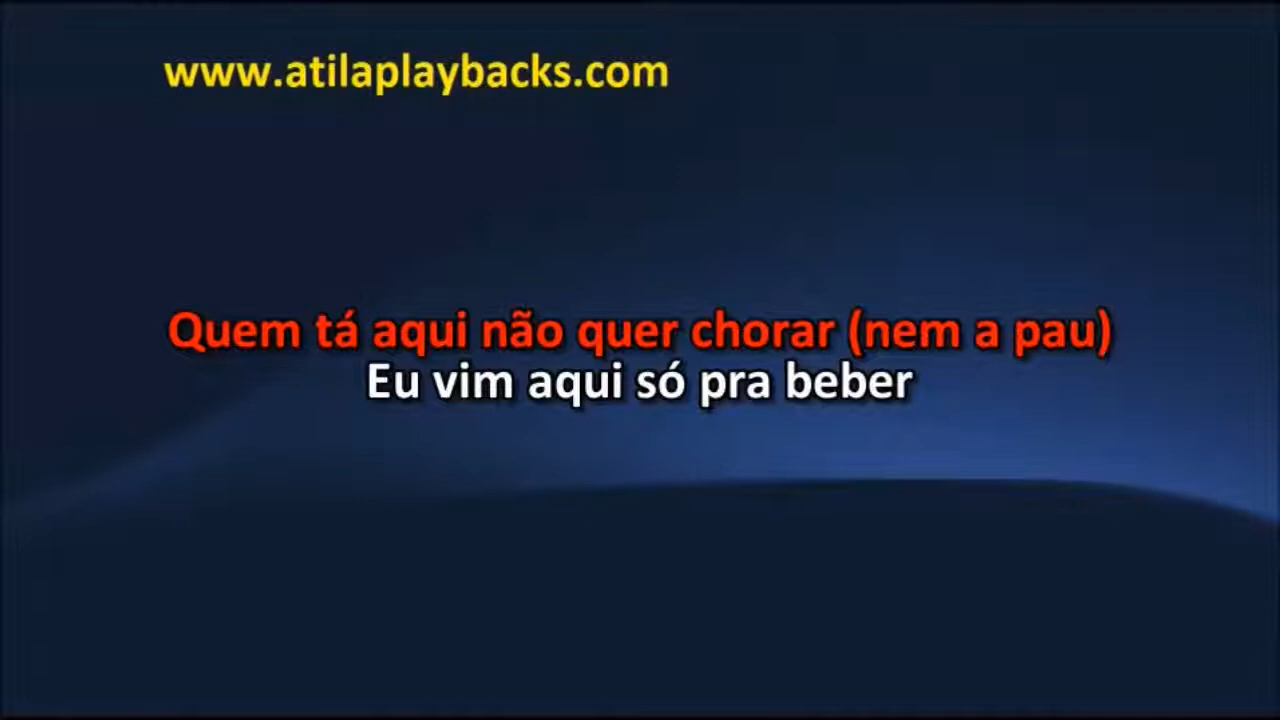 www.atilaplaybacks.com
Quem tá aqui não quer chorar (nem a pau)
Eu vim aqui só pra beber